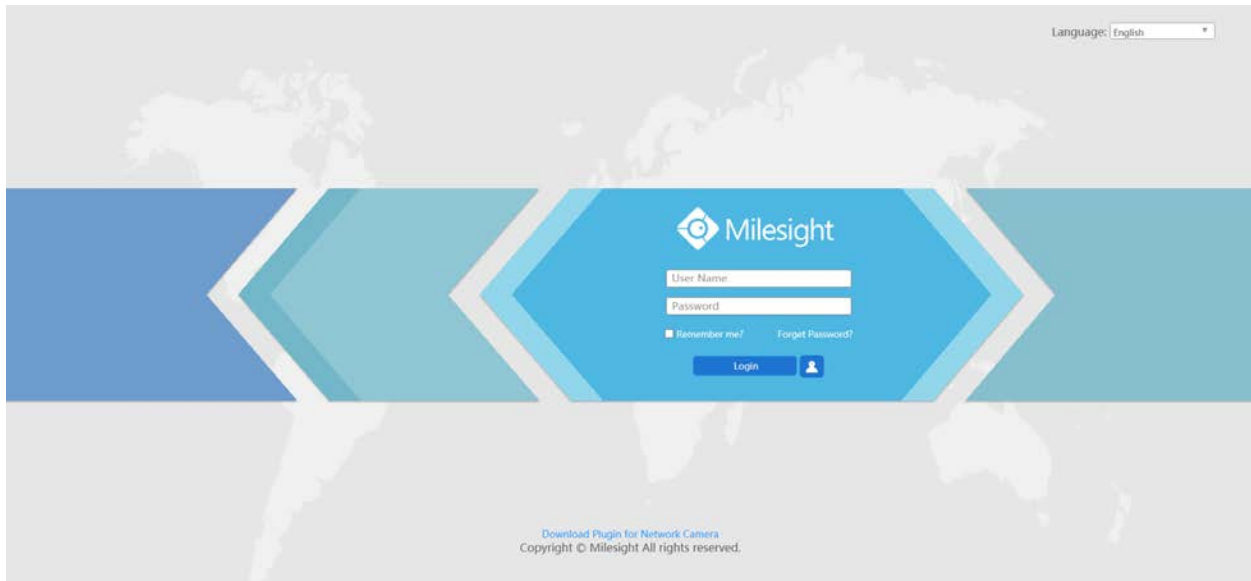 Language: English
Milesight
User Name
Password
Remember me? Forget Password?
Login
Download Plugin for Network Camera
Copyright © Milesight All rights reserved.